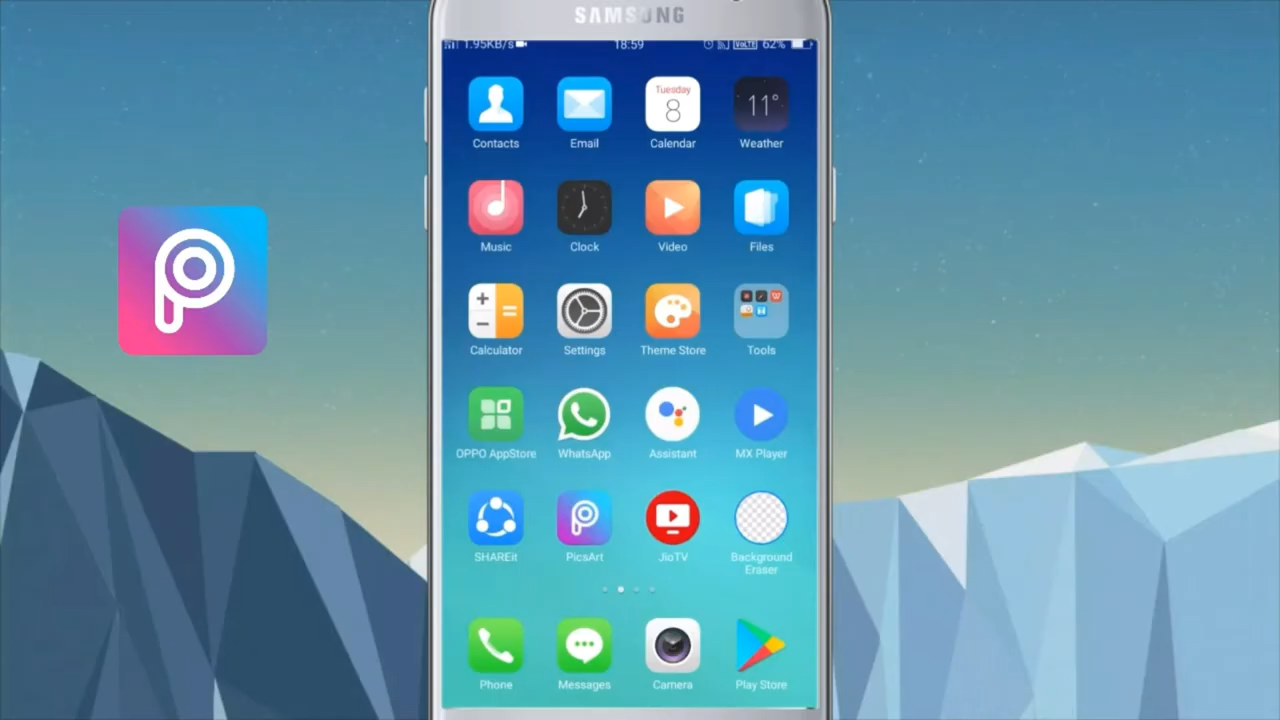 SAMSUNG
1.95KB/s 18:59 VoLTE 62%
Tuesday
8 11°
Contacts Email Calendar Weather
Music Clock Video Files
Calculator Settings Theme Store Tools
OPPO AppStore WhatsApp Assistant MX Player
SHAREit PicsArt JioTV Background
Eraser
Phone Messages Camera Play Store